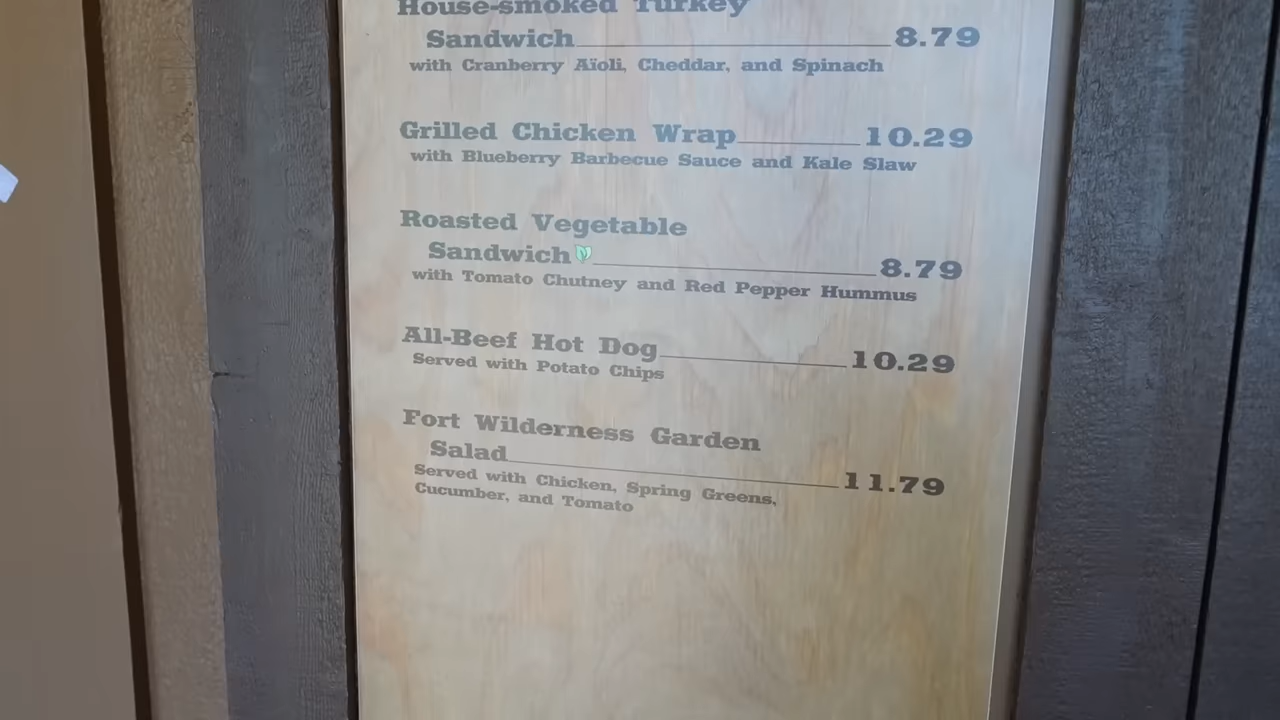 House-smoked Turkey
Sandwich 8.79
with Cranberry Aïoli, Cheddar, and Spinach
Grilled Chicken Wrap 10.29
with Blueberry Barbecue Sauce and Kale Slaw
Roasted Vegetable
Sandwich 8.79
with Tomato Chutney and Red Pepper Hummus
All-Beef Hot Dog 10.29
Served with Potato Chips
Fort Wilderness Garden
Salad 11.79
Served with Chicken, Spring Greens,
Cucumber, and Tomato